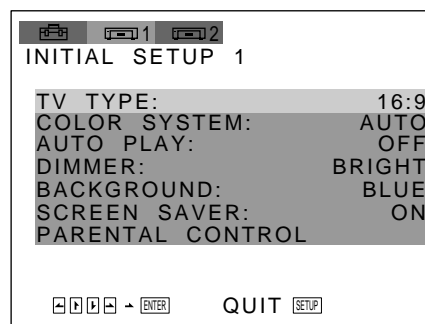 1 2
INITIAL SETUP 1
TV TYPE: 16:9
COLOR SYSTEM: AUTO
AUTO PLAY: OFF
DIMMER: BRIGHT
BACKGROUND: BLUE
SCREEN SAVER: ON
PARENTAL CONTROL
ENTER QUIT SETUP